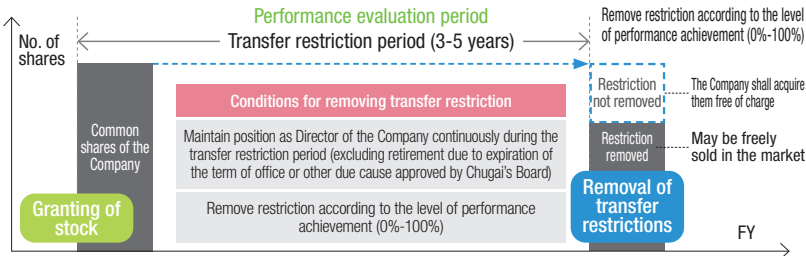 Performance evaluation period
Transfer restriction period (3-5 years)
Remove restriction according to the level
of performance achievement (0%-100%)
No. of
shares
Common
shares of the
Company
Granting of
stock
Conditions for removing transfer restriction
Maintain position as Director of the Company continuously during the
transfer restriction period (excluding retirement due to expiration of
the term of office or other due cause approved by Chugai's Board)
Remove restriction according to the level of performance
achievement (0%-100%)
Restriction
not removed
The Company shall acquire
them free of charge
Restriction
removed
May be freely
sold in the market
Removal of
transfer
restrictions
FY